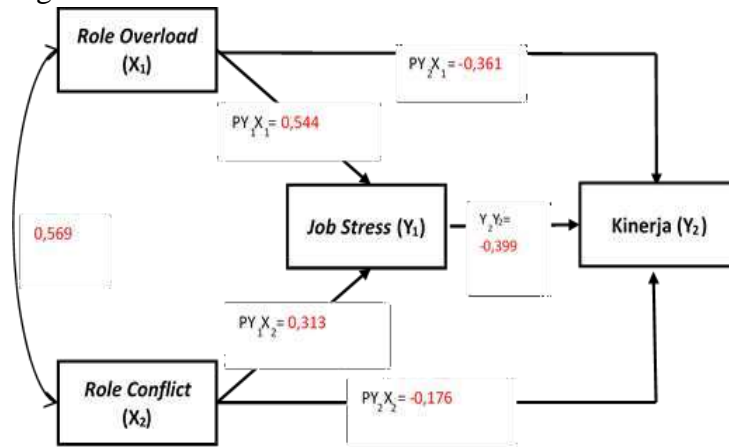 Role Overload
(X₁)
PY₂X₁= -0,361
PY₁X₁= 0,544
Job Stress (Y₁)
Y₂Y₂=
-0,399
Kinerja (Y₂)
0,569
PY₁X₂= 0,313
Role Conflict
(X₂)
PY₂X₂= -0,176